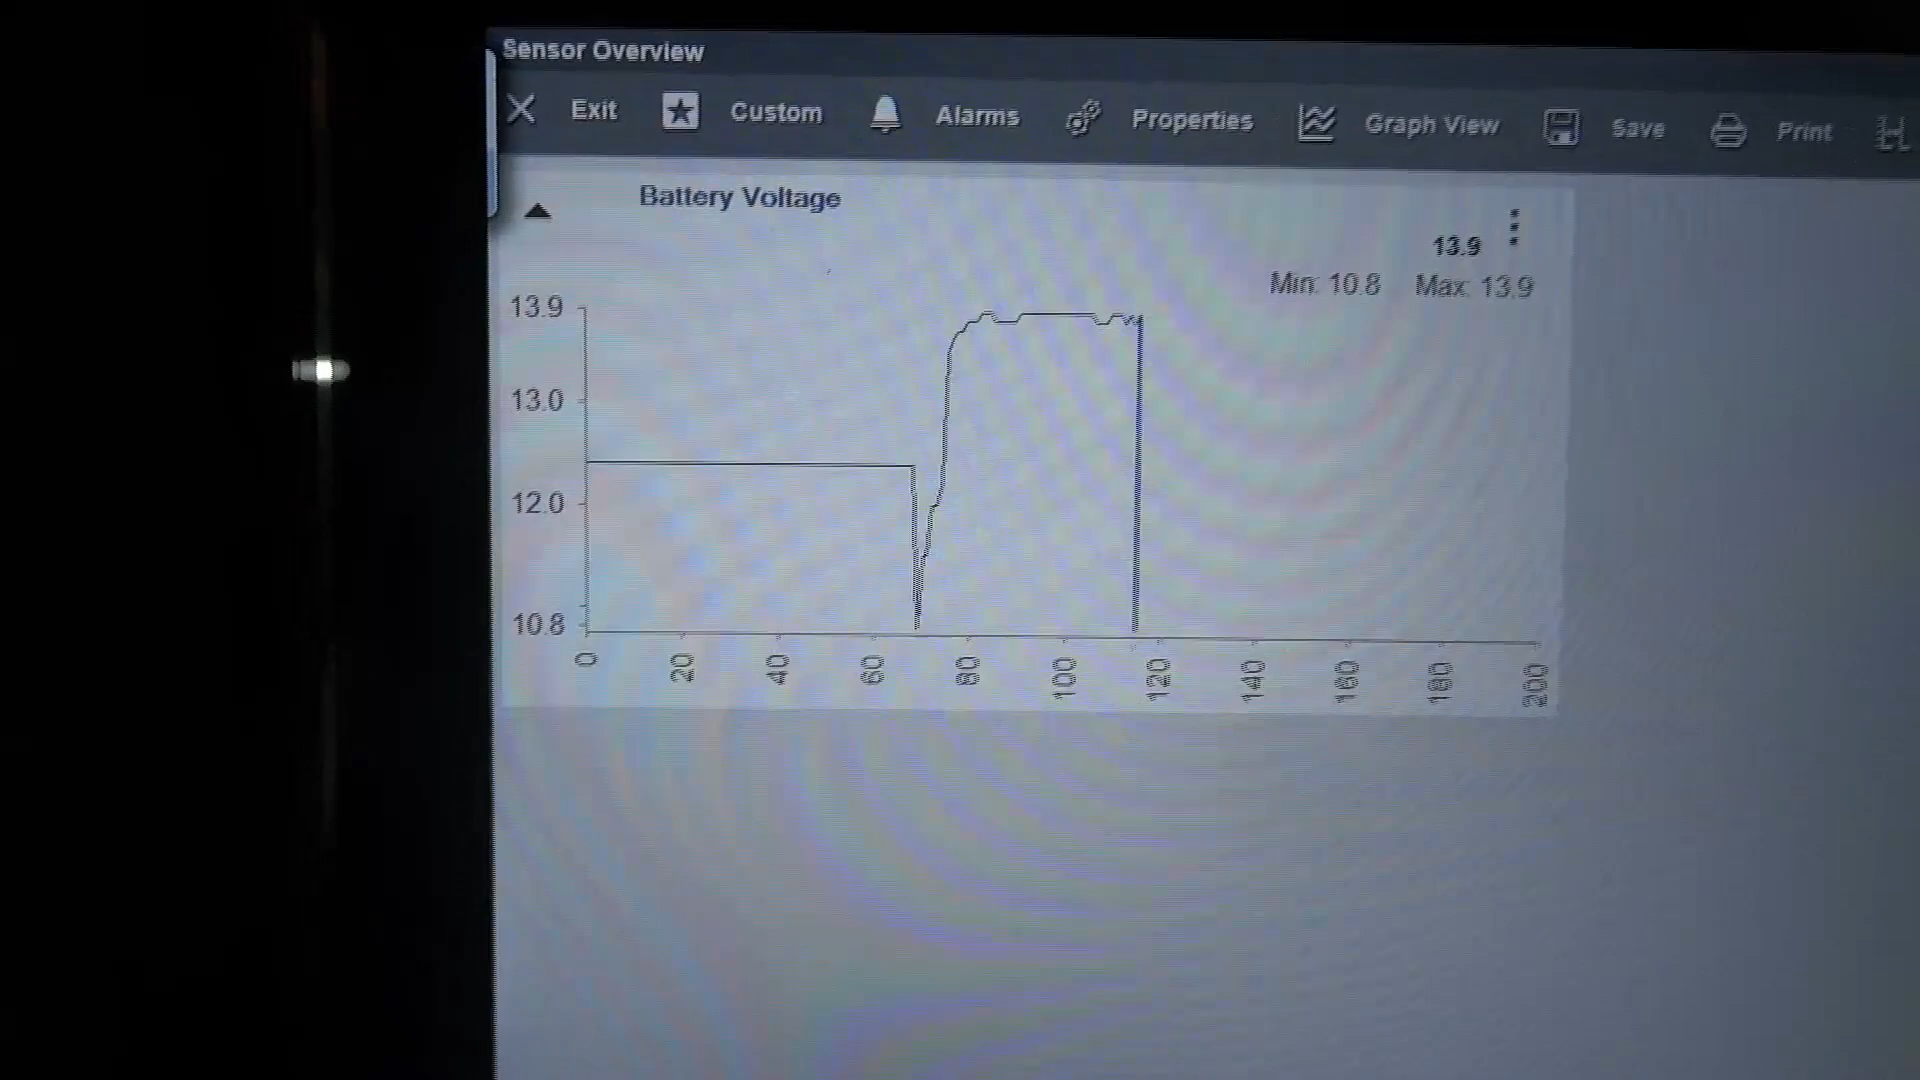 Sensor Overview
Exit Custom Alarms Properties Graph View Save Print
Battery Voltage
13.9
Min: 10.8 Max: 13.9
13.9
13.0
12.0
10.8
0 20 40 60 80 100 120 140 160 180 200